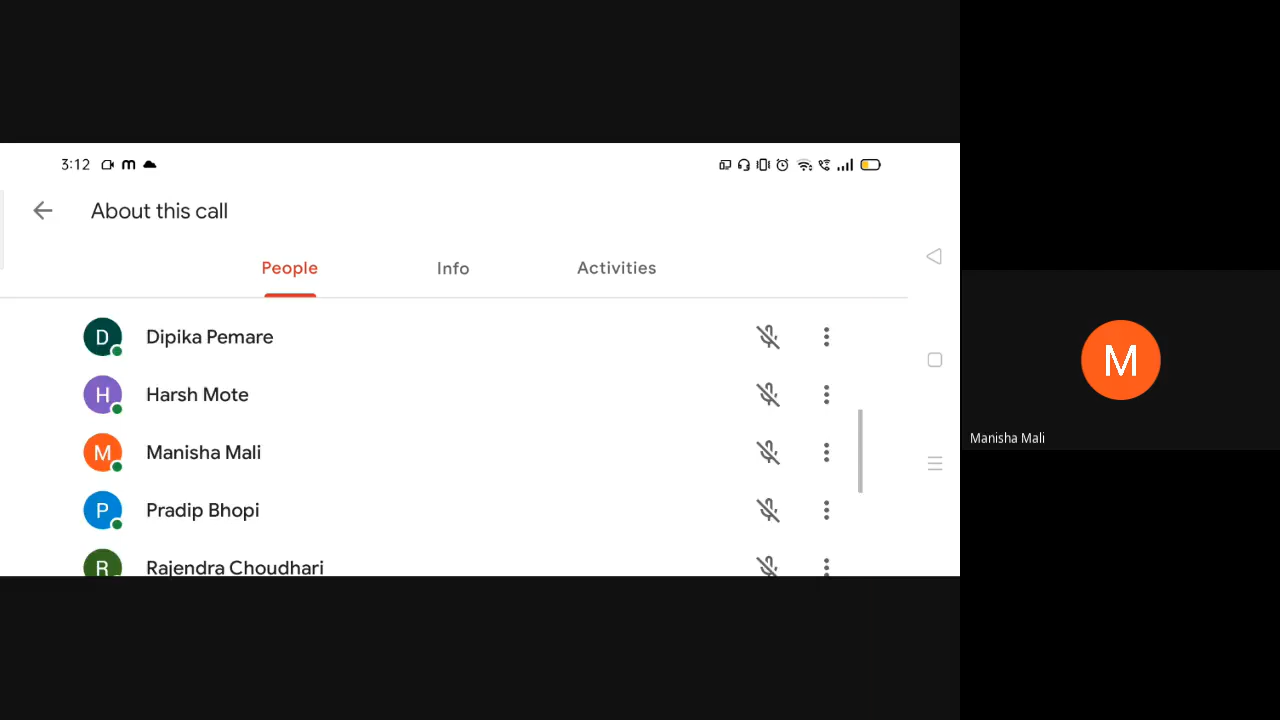 3:12
About this call
People Info Activities
D Dipika Pemare
H Harsh Mote
M Manisha Mali
P Pradip Bhopi
R Rajendra Choudhari
M
Manisha Mali